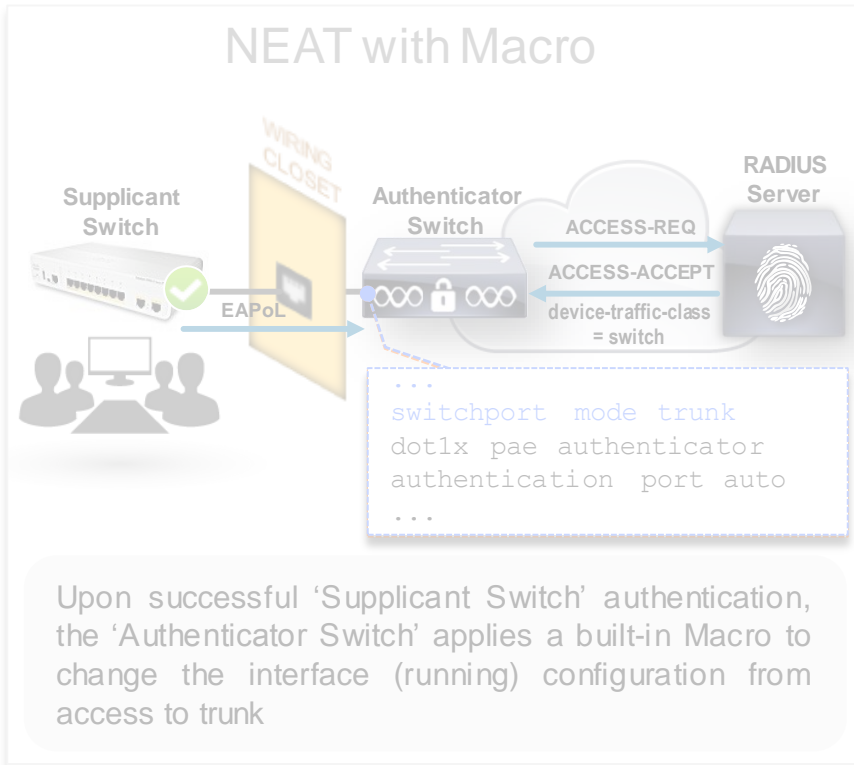 NEAT with Macro
WIRING
CLOSET
Supplicant
Switch
Authenticator
Switch
RADIUS
Server
ACCESS-REQ
ACCESS-ACCEPT
device-traffic-class
= switch
EAPoL
...
switchport mode trunk
dot1x pae authenticator
authentication port auto
...
Upon successful ‘Supplicant Switch’ authentication,
the ‘Authenticator Switch’ applies a built-in Macro to
change the interface (running) configuration from
access to trunk